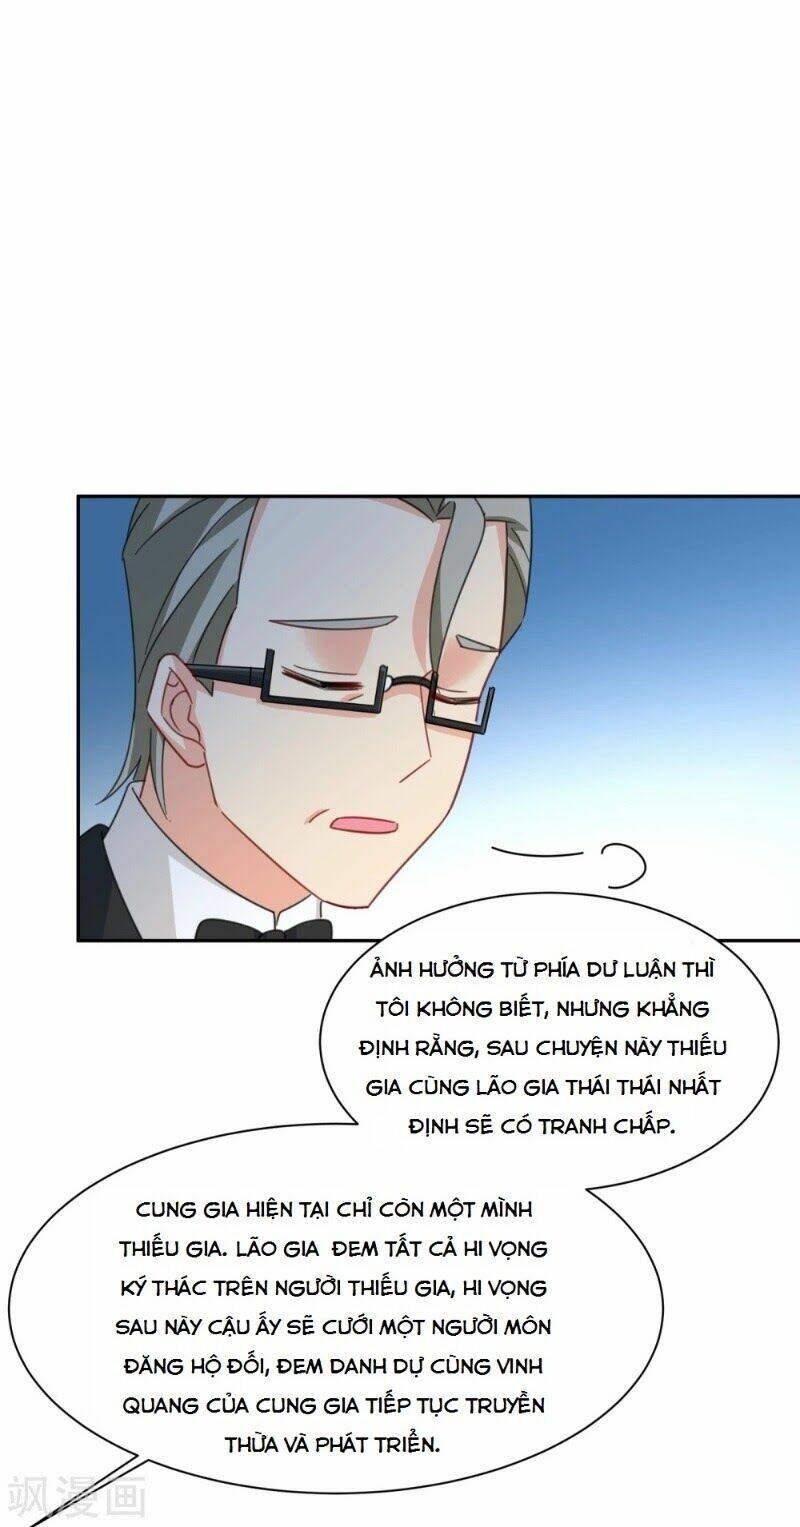 ẢNH HƯỞNG TỪ PHÍA DƯ LUẬN THÌ
TÔI KHÔNG BIẾT, NHƯNG KHẲNG
ĐỊNH RẰNG, SAU CHUYỆN NÀY THIẾU
GIA CÙNG LÃO GIA THÁI THÁI NHẤT
ĐỊNH SẼ CÓ TRANH CHẤP.
CUNG GIA HIỆN TẠI CHỈ CÒN MỘT MÌNH
THIẾU GIA. LÃO GIA ĐEM TẤT CẢ HI VỌNG
KÝ THÁC TRÊN NGƯỜI THIẾU GIA, HI VỌNG
SAU NÀY CẬU ẤY SẼ CƯỚI MỘT NGƯỜI MÔN
ĐĂNG HỘ ĐỐI, ĐEM DANH DỰ CÙNG VINH
QUANG CỦA CUNG GIA TIẾP TỤC TRUYỀN
THỪA VÀ PHÁT TRIỂN.
飒漫画